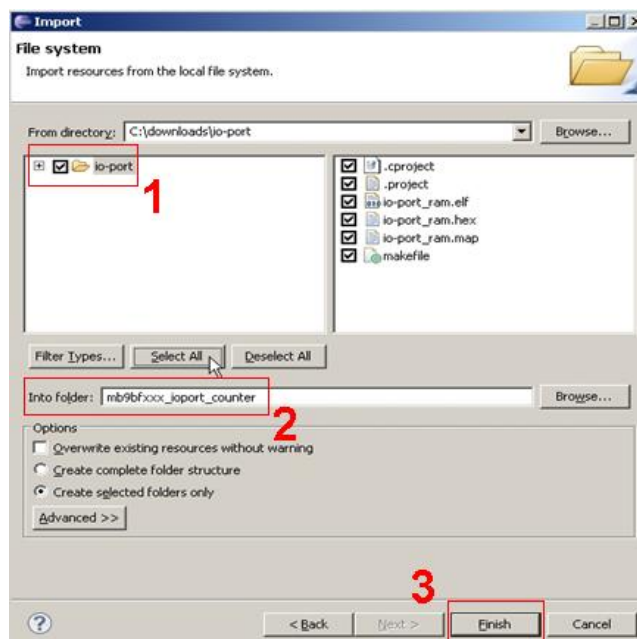 Import
File system
Import resources from the local file system.
From directory: C:\downloads\io-port
Browse...
io-port
1
.cproject
.project
io-port_ram.elf
io-port_ram.hex
io-port_ram.map
makefile
Filter Types... Select All Deselect All
Into folder: mb9bfxxx_ioport_counter
Browse...
2
Options
Overwrite existing resources without warning
Create complete folder structure
Create selected folders only
Advanced >>
3
? < Back Next > Finish Cancel